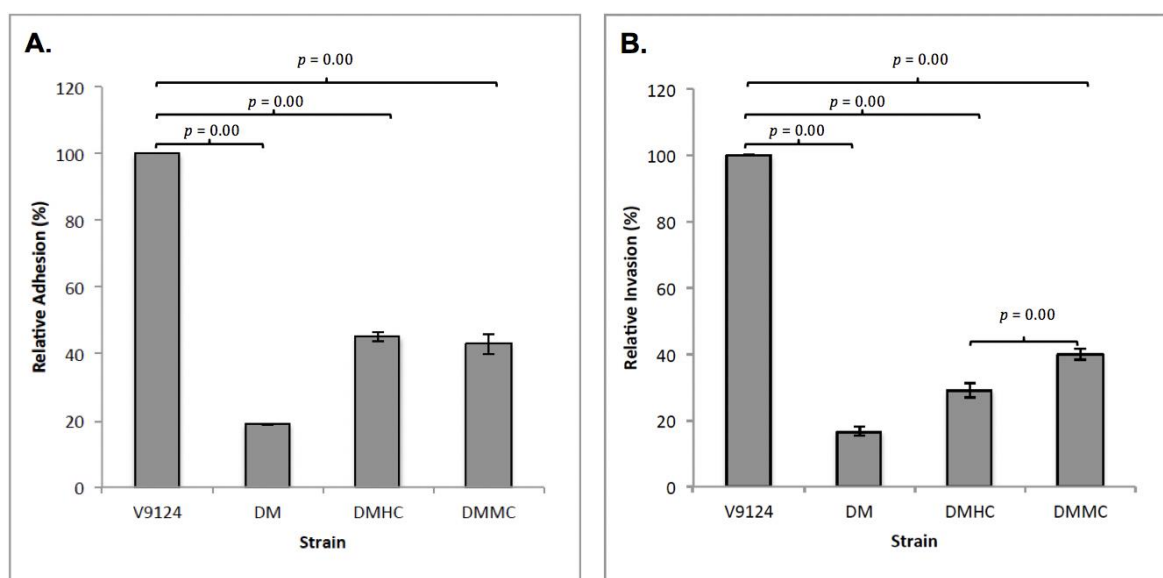 A.
p = 0.00
p = 0.00
p = 0.00
120
100
80
60
40
20
0
Relative Adhesion (%)
V9124 DM DMHC DMMC
Strain
B.
p = 0.00
p = 0.00
p = 0.00
p = 0.00
120
100
80
60
40
20
0
Relative Invasion (%)
V9124 DM DMHC DMMC
Strain